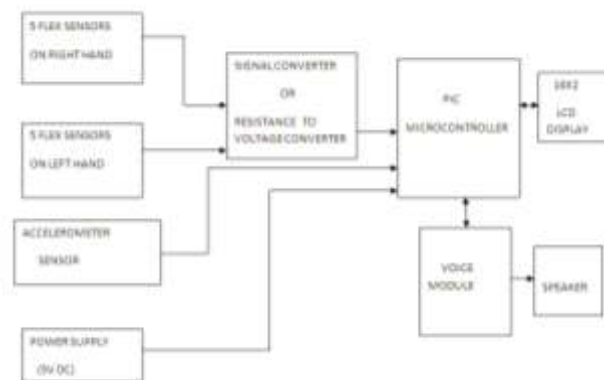 5 FLEX SENSORS
ON RIGHT HAND
5 FLEX SENSORS
ON LEFT HAND
ACCELEROMETER
SENSOR
POWER SUPPLY
(5V DC)
SIGNAL CONVERTER
OR
RESISTANCE TO
VOLTAGE CONVERTER
PIC
MICROCONTROLLER
16X2
LCD
DISPLAY
VOICE
MODULE
SPEAKER